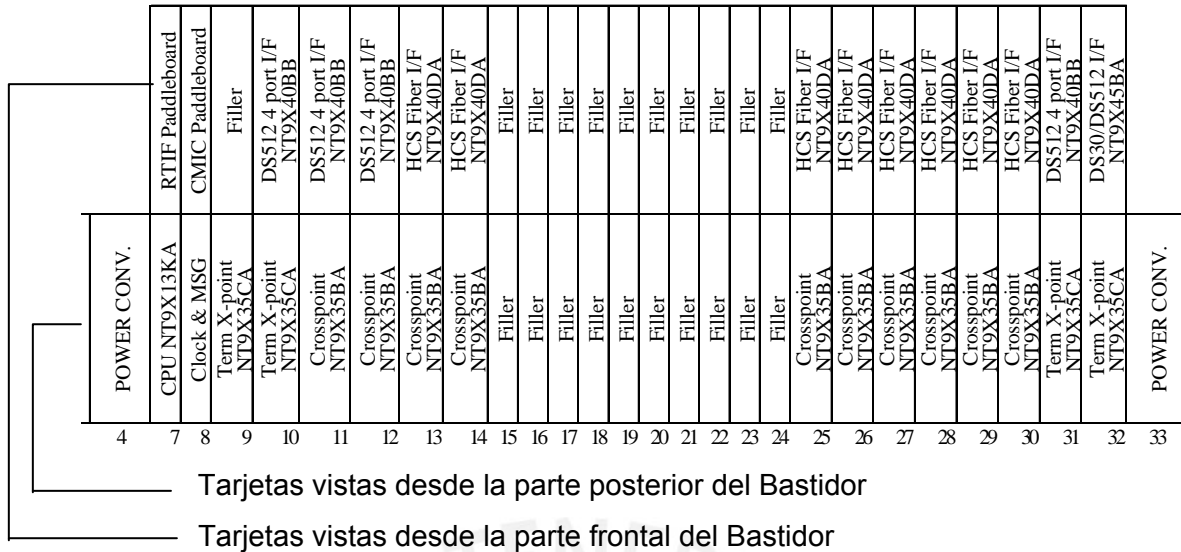 RTIF Paddleboard
CMIC Paddleboard
Filler
DS512 4 port I/F
NT9X40BB
DS512 4 port I/F
NT9X40BB
DS512 4 port I/F
NT9X40BB
HCS Fiber I/F
NT9X40DA
HCS Fiber I/F
NT9X40DA
Filler
Filler
Filler
Filler
Filler
Filler
Filler
Filler
Filler
Filler
HCS Fiber I/F
NT9X40DA
HCS Fiber I/F
NT9X40DA
HCS Fiber I/F
NT9X40DA
HCS Fiber I/F
NT9X40DA
HCS Fiber I/F
NT9X40DA
HCS Fiber I/F
NT9X40DA
DS512 4 port I/F
NT9X40BB
DS30/DS512 I/F
NT9X45BA
POWER CONV.
CPU NT9X13KA
Clock & MSG
Term X-point
NT9X35CA
Term X-point
NT9X35CA
Crosspoint
NT9X35BA
Crosspoint
NT9X35BA
Crosspoint
NT9X35BA
Crosspoint
NT9X35BA
Filler
Filler
Filler
Filler
Filler
Filler
Filler
Filler
Filler
Filler
Crosspoint
NT9X35BA
Crosspoint
NT9X35BA
Crosspoint
NT9X35BA
Crosspoint
NT9X35BA
Crosspoint
NT9X35BA
Crosspoint
NT9X35BA
Term X-point
NT9X35CA
Term X-point
NT9X35CA
POWER CONV.
4 7 8 9 10 11 12 13 14 15 16 17 18 19 20 21 22 23 24 25 26 27 28 29 30 31 32 33
Tarjetas vistas desde la parte posterior del Bastidor
Tarjetas vistas desde la parte frontal del Bastidor